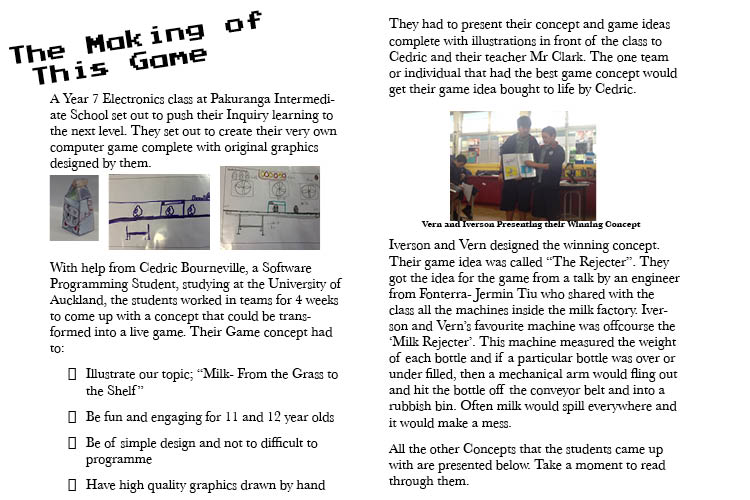 The Making of
This Game
A Year 7 Electronics class at Pakuranga Intermedi-
ate School set out to push their Inquiry learning to
the next level. They set out to create their very own
computer game complete with original graphics
designed by them.
With help from Cedric Bourneville, a Software
Programming Student, studying at the University of
Auckland, the students worked in teams for 4 weeks
to come up with a concept that could be trans-
formed into a live game. Their Game concept had
to:
Illustrate our topic; “Milk- From the Grass to
the Shelf”
Be fun and engaging for 11 and 12 year olds
Be of simple design and not to difficult to
programme
Have high quality graphics drawn by hand
They had to present their concept and game ideas
complete with illustrations in front of the class to
Cedric and their teacher Mr Clark. The one team
or individual that had the best game concept would
get their game idea bought to life by Cedric.
Vern and Iverson Presenting their Winning Concept
Iverson and Vern designed the winning concept.
Their game idea was called “The Rejecter”. They
got the idea for the game from a talk by an engineer
from Fonterra- Jermin Tiu who shared with the
class all the machines inside the milk factory. Iver-
son and Vern’s favourite machine was offcourse the
‘Milk Rejecter’. This machine measured the weight
of each bottle and if a particular bottle was over or
under filled, then a mechanical arm would fling out
and hit the bottle off the conveyor belt and into a
rubbish bin. Often milk would spill everywhere and
it would make a mess.
All the other Concepts that the students came up
with are presented below. Take a moment to read
through them.